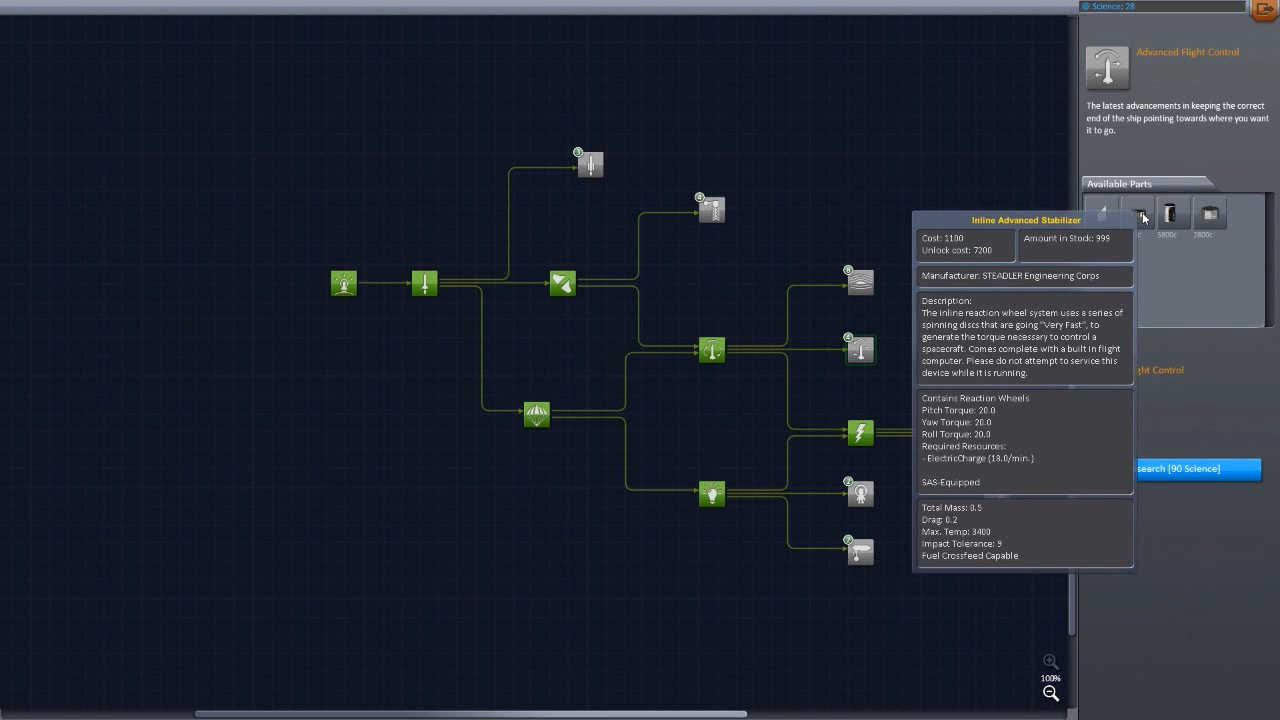 Science: 28
Advanced Flight Control
The latest advancements in keeping the correct
end of the ship pointing towards where you want
it to go.
Available Parts
5800c
2800c
Inline Advanced Stabilizer
Cost: 1100
Unlock cost: 7200
Amount in Stock: 999
Manufacturer: STEADLER Engineering Corps
Description:
The inline reaction wheel system uses a series of
spinning discs that are going "Very Fast", to
generate the torque necessary to control a
spacecraft. Comes complete with a built in flight
computer. Please do not attempt to service this
device while it is running.
Contains Reaction Wheels
Pitch Torque: 20.0
Yaw Torque: 20.0
Roll Torque: 20.0
Required Resources:
- ElectricCharge (18.0/min.)
SAS-Equipped
Total Mass: 0.5
Drag: 0.2
Max. Temp: 3400
Impact Tolerance: 9
Fuel Crossfeed Capable
ght Control
search [90 Science]
3
4
8
4
2
100%